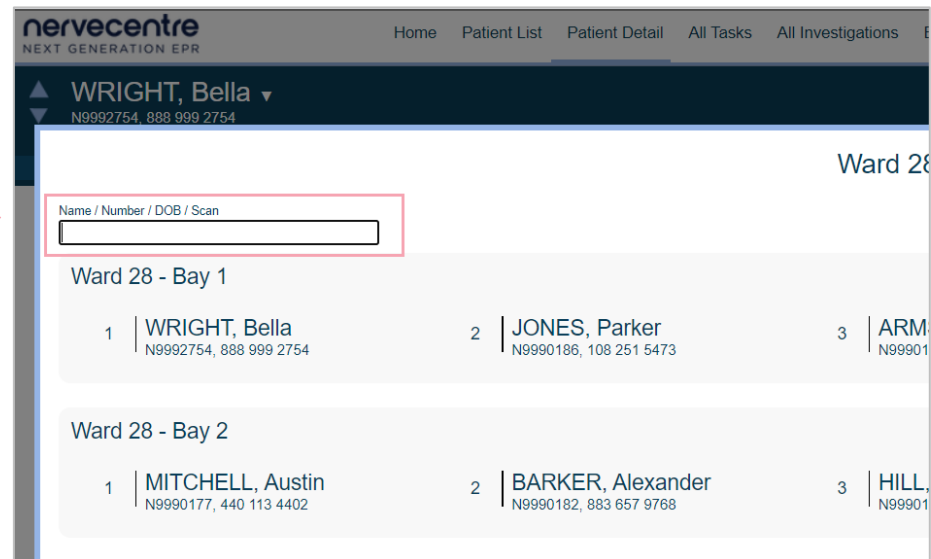 nervecentre
NEXT GENERATION EPR
Home Patient List Patient Detail All Tasks All Investigations
WRIGHT, Bella
N9992754, 888 999 2754
Ward 28
Name / Number / DOB / Scan
Ward 28 - Bay 1
1 WRIGHT, Bella 2 JONES, Parker 3
N9992754, 888 999 2754 N9990186, 108 251 5473
Ward 28 - Bay 2
1 MITCHELL, Austin 2 BARKER, Alexander 3 HILL,
N9990177, 440 113 4402 N9990182, 883 657 9768